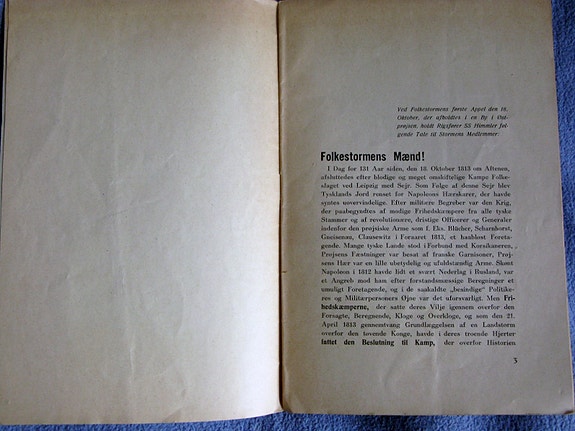 Ved Folkestormens første Appel den 18.
Oktober, der afholdtes i en By i Øst-
prøjsen, holdt Rigsfører SS Himmler føl-
gende Tale til Stormens Medlemmer:
Folkestormens Mænd!
I Dag for 131 Aar siden, den 18. Oktober 1813 om Aftenen,
afsluttedes efter blodige og meget omskiftelige Kampe Folke-
slaget ved Leipzig med Sejr. Som Følge af denne Sejr blev
Tysklands Jord renset for Napoleons Hærskarer, der havde
syntes uovervindelige. Efter militære Begreber var den Krig,
der paabegyndtes af modige Frihedskæmpere fra alle tyske
Stammer og af revolutionære, dristige Officerer og Generaler
indenfor den prøjsiske Arme som f. Eks. Blücher, Scharnhorst,
Gneisenau, Clausewitz i Foraaret 1813, et haabløst Foreta-
gende. Mange tyske Lande stod i Forbund med Korsikaneren,
Prøjsens Fæstninger var besat af franske Garnisoner, Prøj-
sens Hær var en lille ubetydelig og ufuldstændig Arme. Skønt
Napoleon i 1812 havde lidt et svært Nederlag i Rusland, var
et Angreb mod ham efter forstandsmæssige Beregninger et
umuligt Foretagende, og i de saakaldte „besindige“ Politike-
res og Militærpersoners Øjne var det uforsvarligt. Men Fri-
hedskæmperne, der satte deres Vilje igennem overfor den
Forsagte, Beregnende, Kloge og Overkloge, og som den 21.
April 1813 gennemtvang Grundlæggelsen af en Landstorm
overfor den tøvende Konge, havde i deres troende Hjerter
fattet den Beslutning til Kamp, der overfor Historien
3